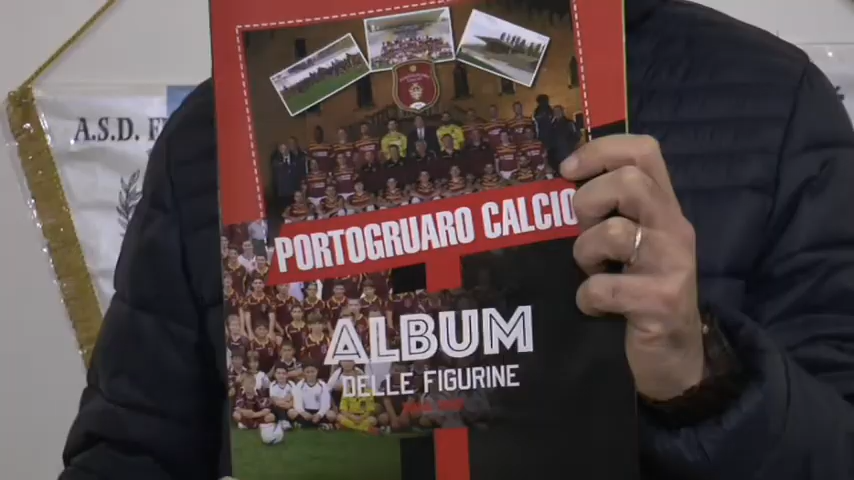 A.S.D.
PORTOGRUARO CALCIO
ALBUM
DELLE FIGURINE